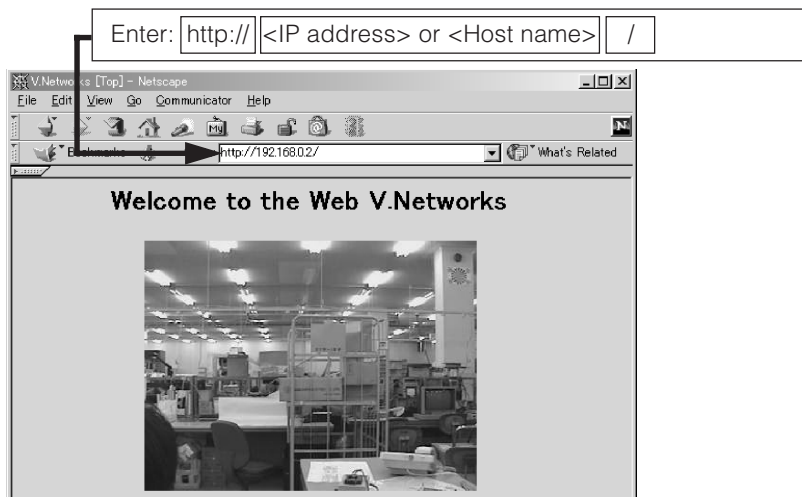 Enter: http:// <IP address> or <Host name> /
V.Networks [Top] - Netscape
File Edit View Go Communicator Help
My
N
Bookmarks http://192.168.0.2/ What's Related
Welcome to the Web V.Networks